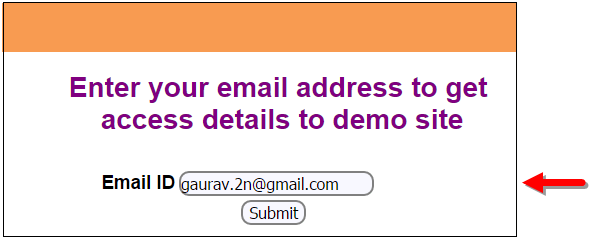 Enter your email address to get
access details to demo site
Email ID gaurav.2n@gmail.com
Submit